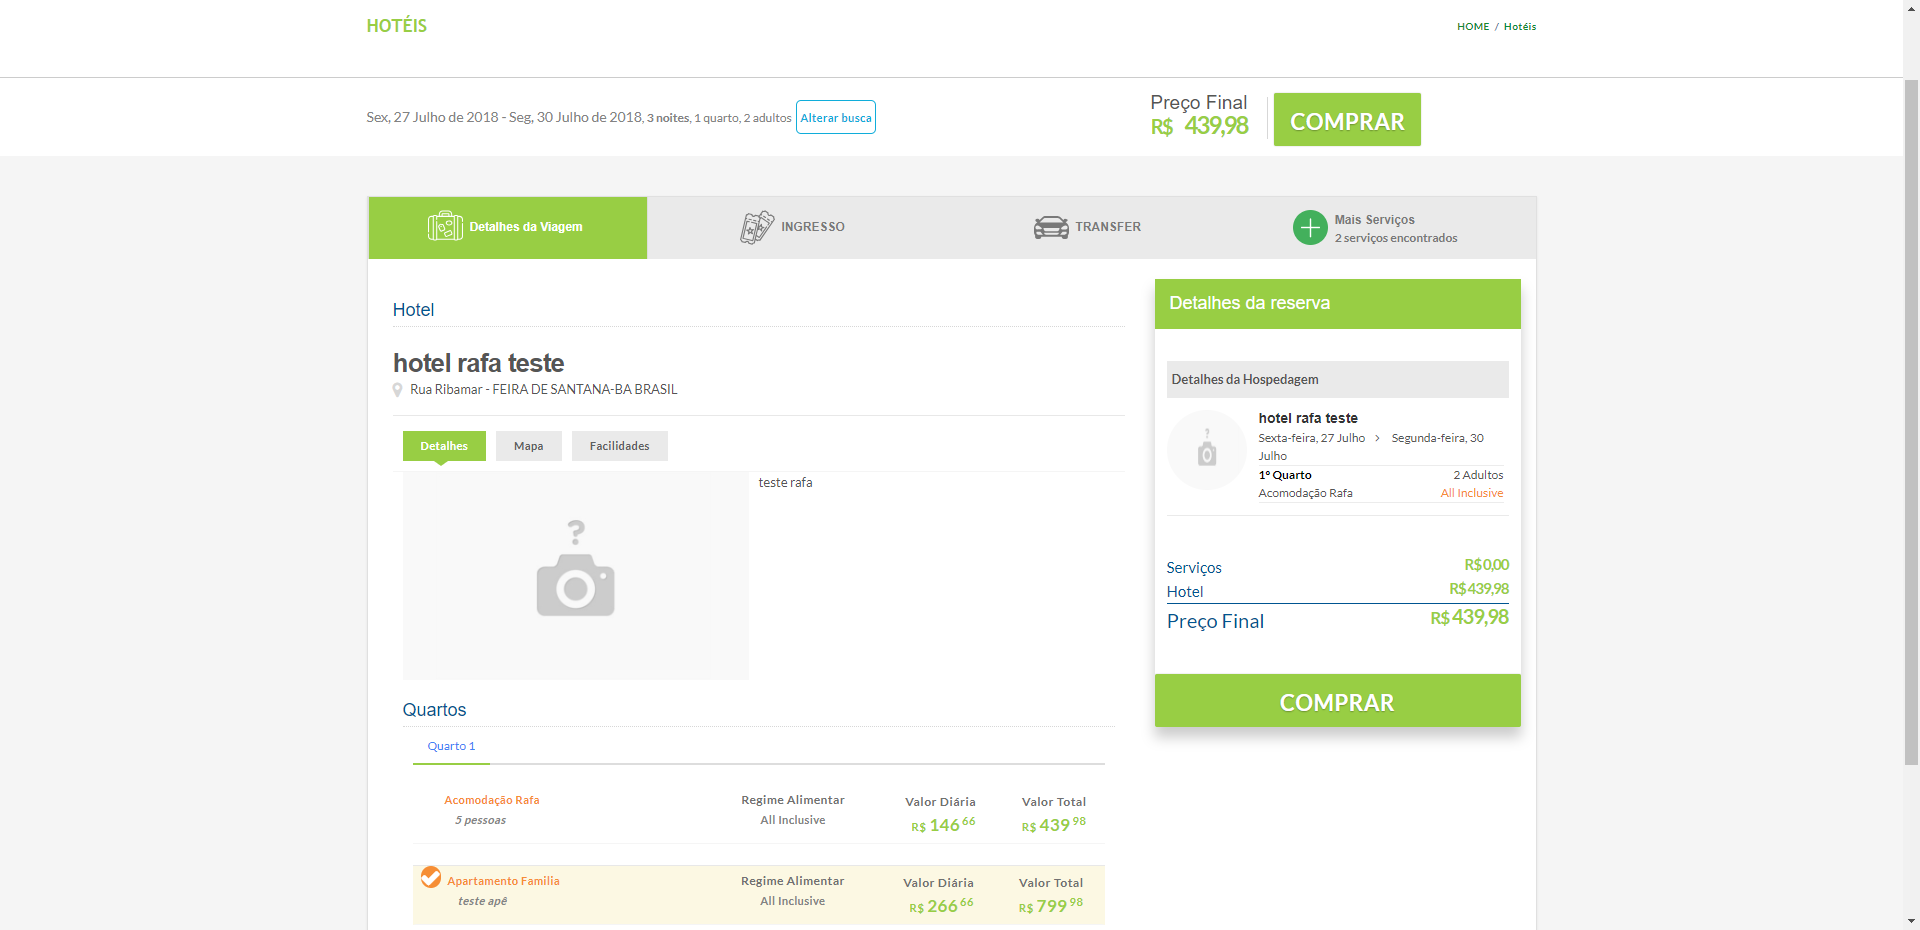 HOTÉIS
HOME / Hotéis
Sex, 27 Julho de 2018 - Seg, 30 Julho de 2018, 3 noites, 1 quarto, 2 adultos Alterar busca
Preço Final
R$ 439,98
COMPRAR
Detalhes da Viagem
INGRESSO
TRANSFER
Mais Serviços
2 serviços encontrados
Hotel
hotel rafa teste
Rua Ribamar - FEIRA DE SANTANA-BA BRASIL
Detalhes Mapa Facilidades
teste rafa
?
Quartos
Quarto 1
Acomodação Rafa
5 pessoas
Regime Alimentar
All Inclusive
Valor Diária
R$ 146 66
Valor Total
R$ 439 98
Apartamento Familia
teste apê
Regime Alimentar
All Inclusive
Valor Diária
R$ 266 66
Valor Total
R$ 799 98
Detalhes da reserva
Detalhes da Hospedagem
?
hotel rafa teste
Sexta-feira, 27 Julho > Segunda-feira, 30
Julho
1º Quarto 2 Adultos
Acomodação Rafa All Inclusive
Serviços R$0,00
Hotel R$439,98
Preço Final R$439,98
COMPRAR